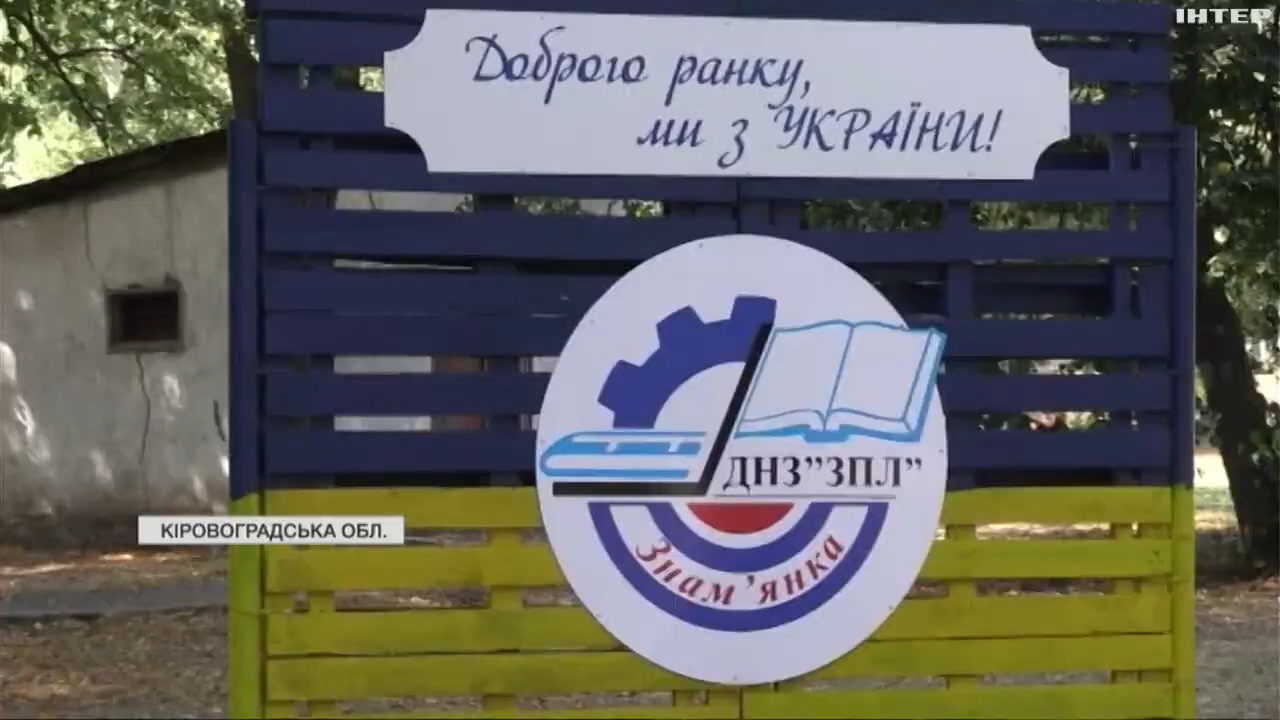 ІНТЕР
Доброго ранку,
ми з УКРАЇНИ!
ДНЗ”ЗПЛ”
Знам’янка
КІРОВОГРАДСЬКА ОБЛ.